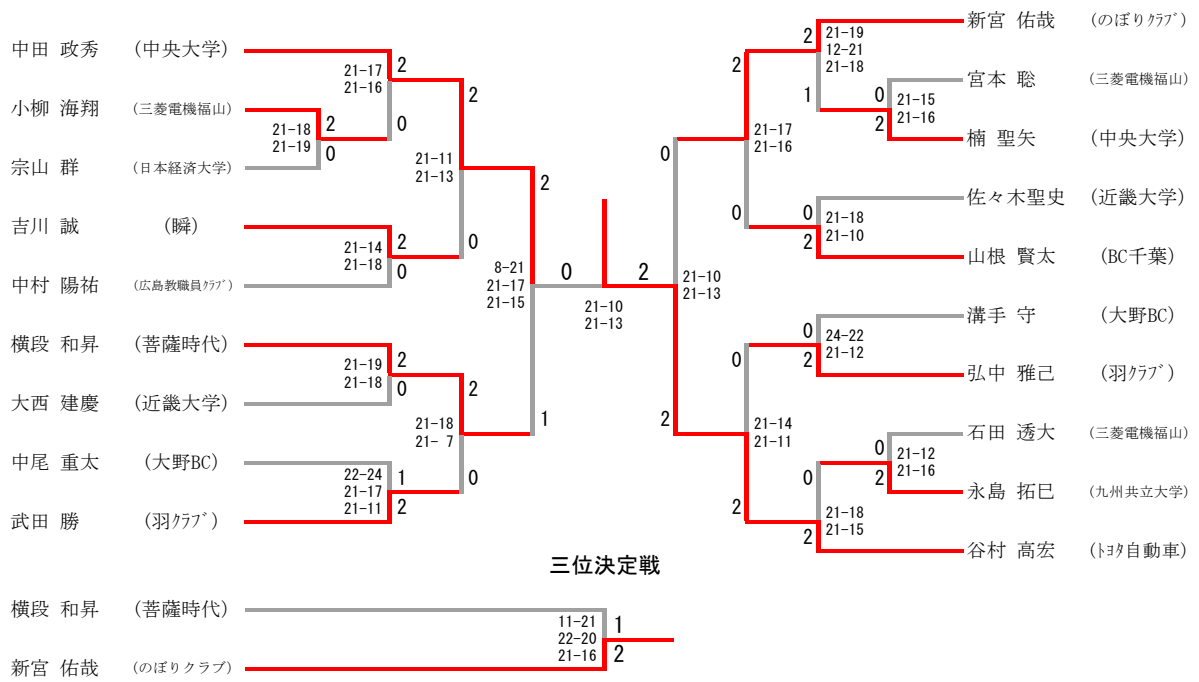 中田 政秀 (中央大学)
小柳 海翔 (三菱電機福山)
宗山 群 (日本経済大学)
吉川 誠 (瞬)
中村 陽祐 (広島教職員ｸﾗﾌﾞ)
横段 和昇 (菩薩時代)
大西 建慶 (近畿大学)
中尾 重太 (大野BC)
武田 勝 (羽ｸﾗﾌﾞ)
21-17 2
21-16
0
21-18 2
21-19 0
2
21-11
21-13
0
21-14 2
21-18 0
2
8-21
21-17
21-15
1
21-19 2
21-18 0
2
21-18
21- 7
0
22-24 1
21-17
21-11 2
0 2
21-10
21-13
新宮 佑哉 (のぼりｸﾗﾌﾞ)
宮本 聡 (三菱電機福山)
楠 聖矢 (中央大学)
佐々木聖史 (近畿大学)
山根 賢太 (BC千葉)
溝手 守 (大野BC)
弘中 雅己 (羽ｸﾗﾌﾞ)
石田 透大 (三菱電機福山)
永島 拓巳 (九州共立大学)
谷村 高宏 (ﾄﾖﾀ自動車)
2 21-19
12-21
21-18
1
0 21-15
2 21-16
2
21-17
21-16
0
0 21-18
2 21-10
0
21-10
21-13
2
0 24-22
2 21-12
0
21-14
21-11
2
0 21-12
2 21-16
0
21-18
2 21-15
三位決定戦
横段 和昇 (菩薩時代)
新宮 佑哉 (のぼりクラブ)
11-21 1
22-20
21-16 2